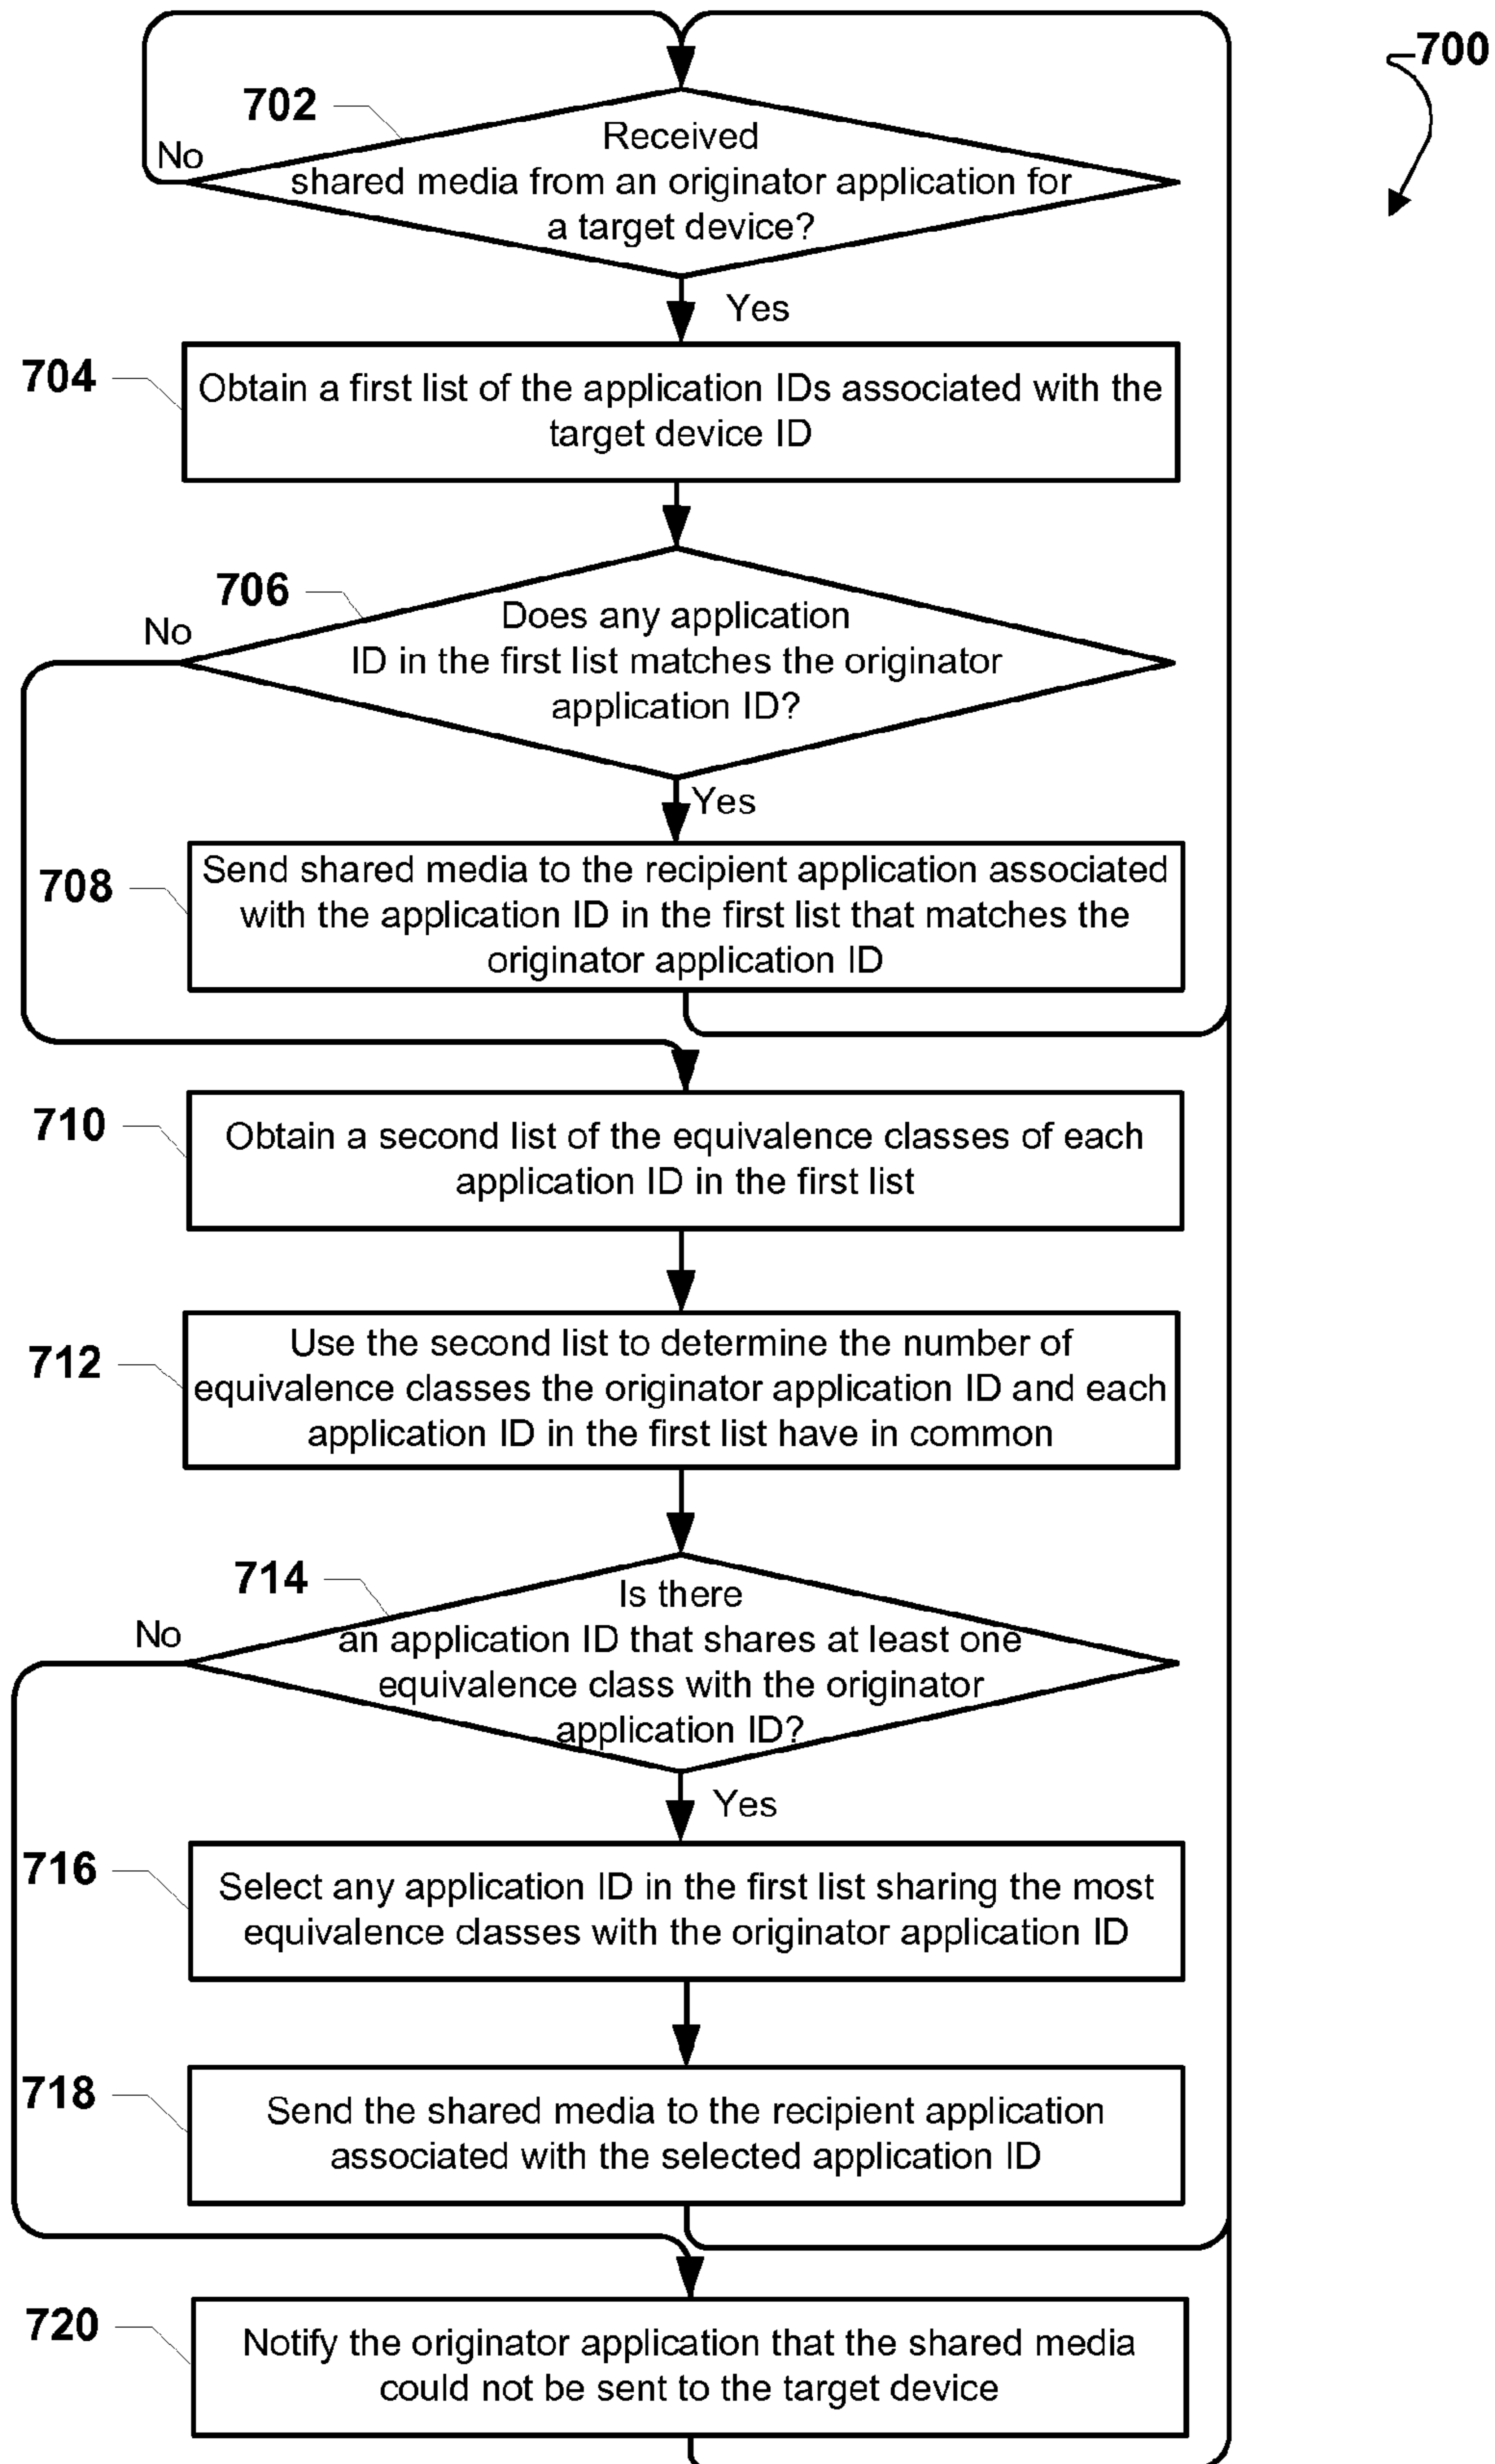 700
702
No
Received
shared media from an originator application for
a target device?
Yes
704
Obtain a first list of the application IDs associated with the
target device ID
706
No
Does any application
ID in the first list matches the originator
application ID?
Yes
708
Send shared media to the recipient application associated
with the application ID in the first list that matches the
originator application ID
710
Obtain a second list of the equivalence classes of each
application ID in the first list
712
Use the second list to determine the number of
equivalence classes the originator application ID and each
application ID in the first list have in common
714
No
Is there
an application ID that shares at least one
equivalence class with the originator
application ID?
Yes
716
Select any application ID in the first list sharing the most
equivalence classes with the originator application ID
718
Send the shared media to the recipient application
associated with the selected application ID
720
Notify the originator application that the shared media
could not be sent to the target device